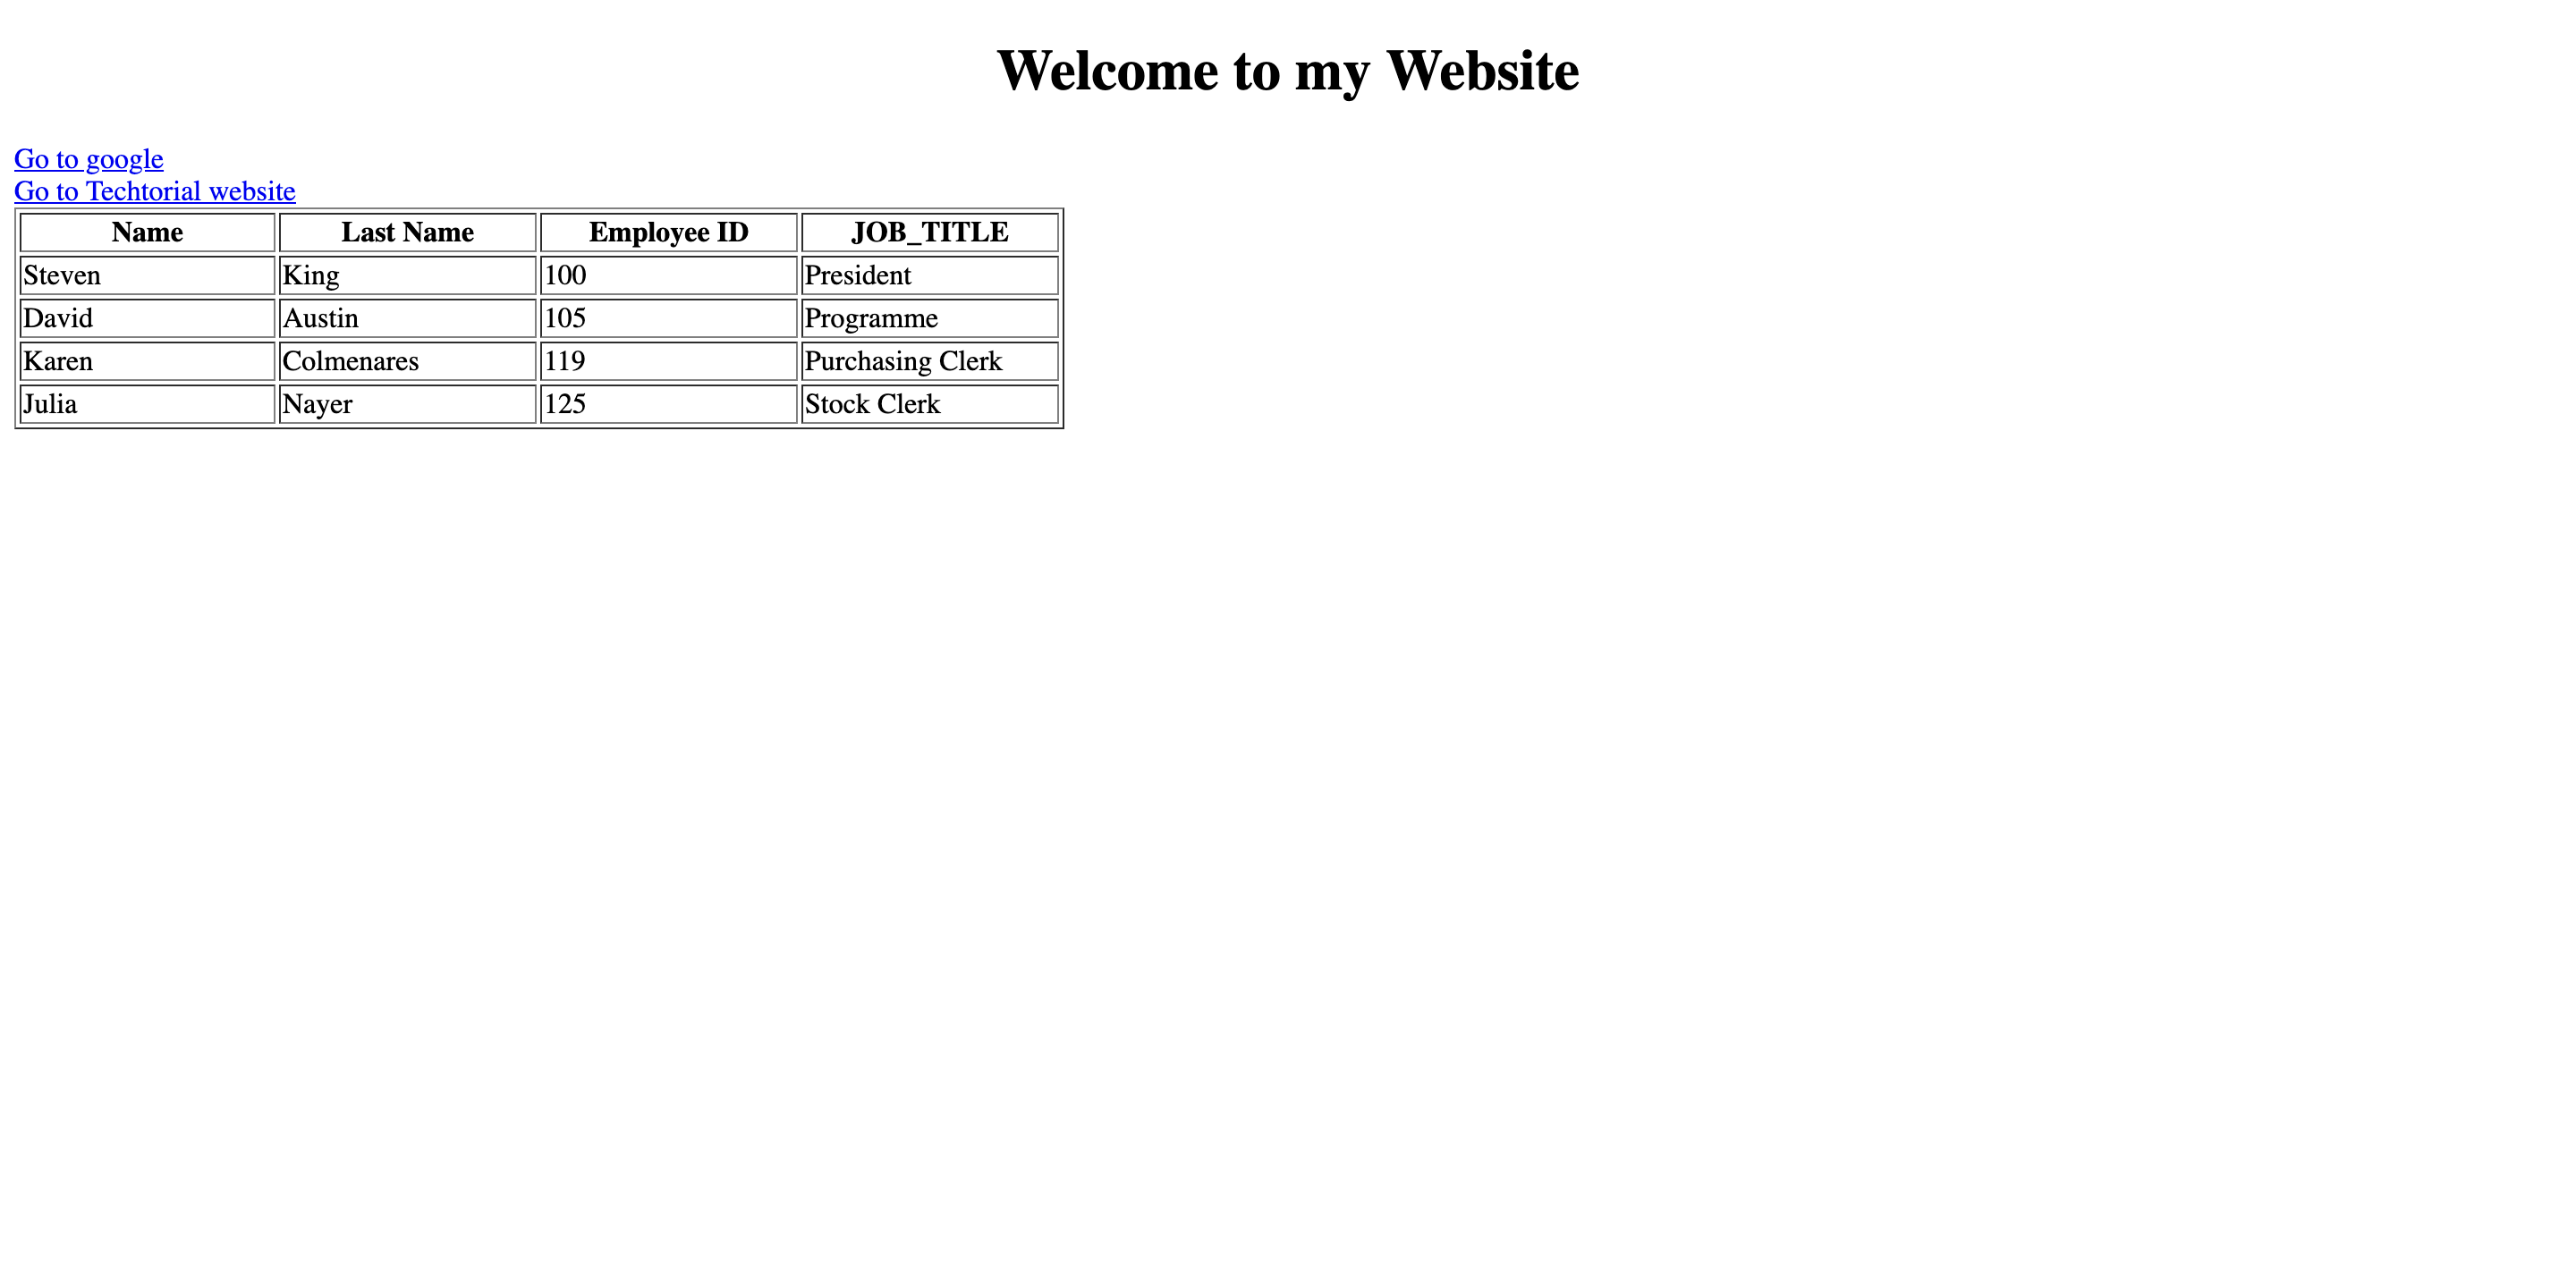 Welcome to my Website
Go to google
Go to Techtorial website
Name Last Name Employee ID JOB_TITLE
Steven King 100 President
David Austin 105 Programme
Karen Colmenares 119 Purchasing Clerk
Julia Nayer 125 Stock Clerk